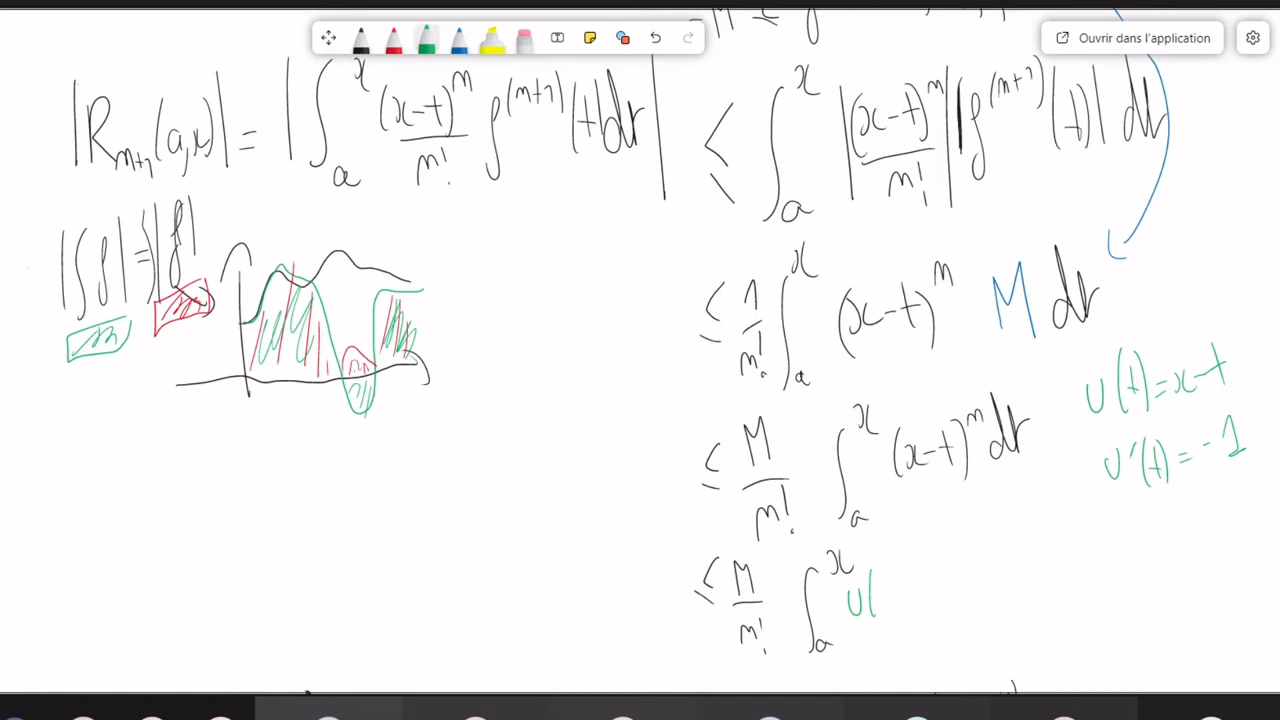 Ouvrir dans l'application
|R_{n+1}(a,x)| = | ∫_a^x (x-t)^n / n! f^{(n+1)}(t) dt | ≤ ∫_a^x | (x-t)^n / n! | |f^{(n+1)}(t)| dt
|∫f| = ∫|f|
≤ 1/n! ∫_a^x (x-t)^n M dt
≤ M/n! ∫_a^x (x-t)^n dt
u(t) = x-t
u'(t) = -1
≤ M/n! ∫_a^x u(